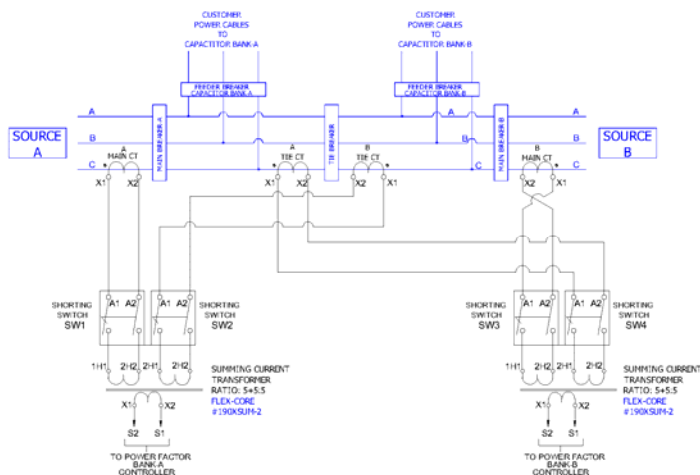 CUSTOMER
POWER CABLES
TO
CAPACTITOR BANK-A
CUSTOMER
POWER CABLES
TO
CAPACITOR BANK-B
FEEDER BREAKER
CAPACITOR BANK-A
FEEDER BREAKER
CAPACITOR BANK-B
A
A
A
SOURCE
A
B
B
B
SOURCE
B
MAIN BREAKER-A
TIE BREAKER
MAIN BREAKER-B
A
MAIN CT
A
TIE CT
B
TIE CT
B
MAIN CT
C
C
C
X1
X2
X1
X2
X2
X1
X2
X1
SHORTING
SWITCH
SW1
A1
A2
A1
A2
SHORTING
SWITCH
SW2
SHORTING
SWITCH
SW3
A1
A2
A1
A2
SHORTING
SWITCH
SW4
1H1
2H2
2H1
2H2
1H1
2H2
2H1
2H2
SUMMING CURRENT
TRANSFORMER
RATIO: 5+5:5
FLEX-CORE
#190XSUM-2
SUMMING CURRENT
TRANSFORMER
RATIO: 5+5:5
FLEX-CORE
#190XSUM-2
X1
X2
X1
X2
S2
S1
S2
S1
TO POWER FACTOR
BANK-A
CONTROLLER
TO POWER FACTOR
BANK-B
CONTROLLER